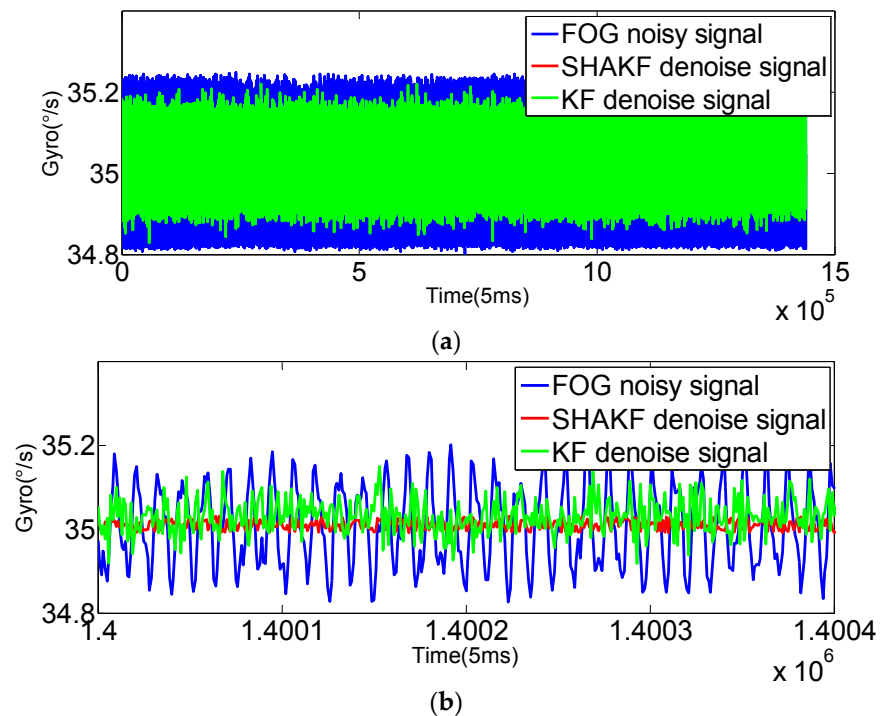 FOG noisy signal
SHAKF denoise signal
KF denoise signal
Gyro(°/s)
35.2
35
34.8
0
5
10
15
Time(5ms)
x 10^5
(a)
FOG noisy signal
SHAKF denoise signal
KF denoise signal
Gyro(°/s)
35.2
35
34.8
1.4
1.4001
1.4002
1.4003
1.4004
Time(5ms)
x 10^6
(b)